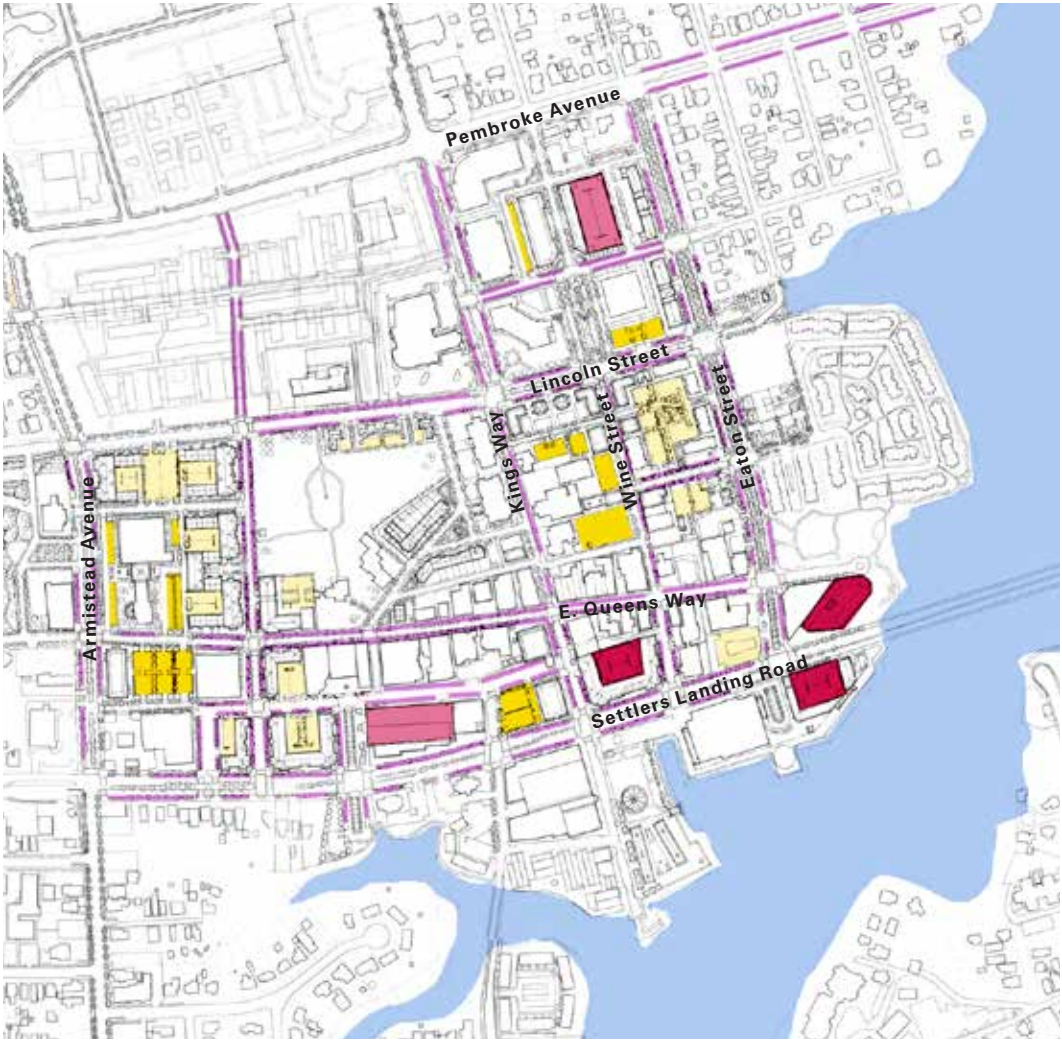 Pembroke Avenue
Lincoln Street
Kings Way
Wine Street
Eaton Street
Armistead Avenue
E. Queens Way
Settlers Landing Road